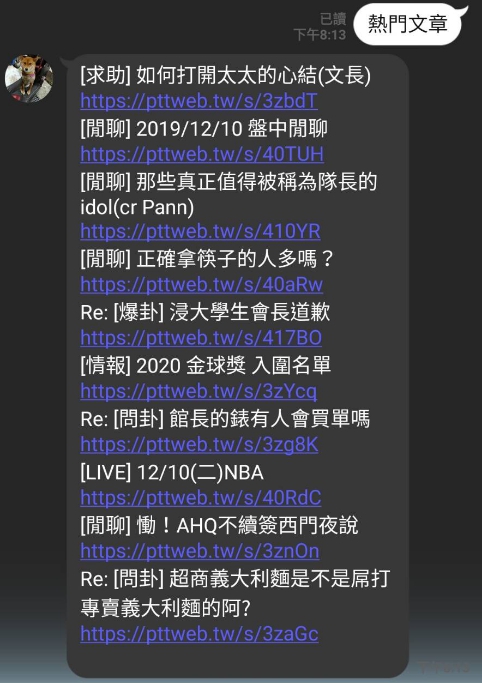 已讀
下午8:13
熱門文章
[求助] 如何打開太太的心結(文長)
https://pttweb.tw/s/3zbdT
[閒聊] 2019/12/10 盤中閒聊
https://pttweb.tw/s/40TUH
[閒聊] 那些真正值得被稱為隊長的
idol(cr Pann)
https://pttweb.tw/s/410YR
[閒聊] 正確拿筷子的人多嗎？
https://pttweb.tw/s/40aRw
Re: [爆卦] 浸大學生會長道歉
https://pttweb.tw/s/417BO
[情報] 2020 金球獎 入圍名單
https://pttweb.tw/s/3zYcq
Re: [問卦] 館長的錶有人會買單嗎
https://pttweb.tw/s/3zg8K
[LIVE] 12/10(二)NBA
https://pttweb.tw/s/40RdC
[閒聊] 慟！AHQ不續簽西門夜說
https://pttweb.tw/s/3znOn
Re: [問卦] 超商義大利麵是不是屌打
專賣義大利麵的阿?
https://pttweb.tw/s/3zaGc